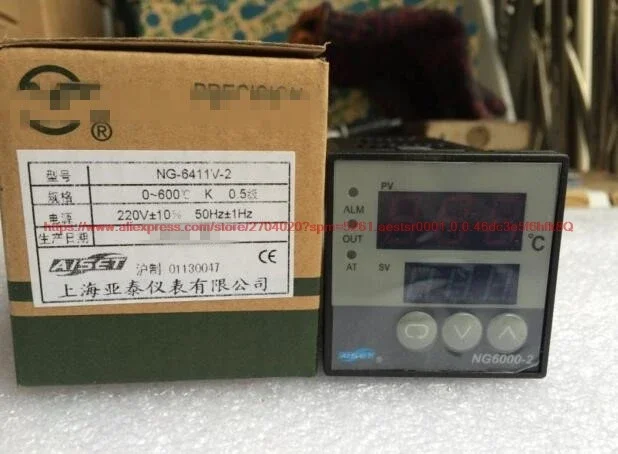 PRECISION
®
型号 NG-6411V-2
规格 0~600℃ K 0.5级
电源 220V±10% 50Hz±1Hz
生产日期
AISET 沪制 01130047 CE
上海亚泰仪表有限公司
PV
ALM
OUT
℃
AT SV
AISET NG6000-2